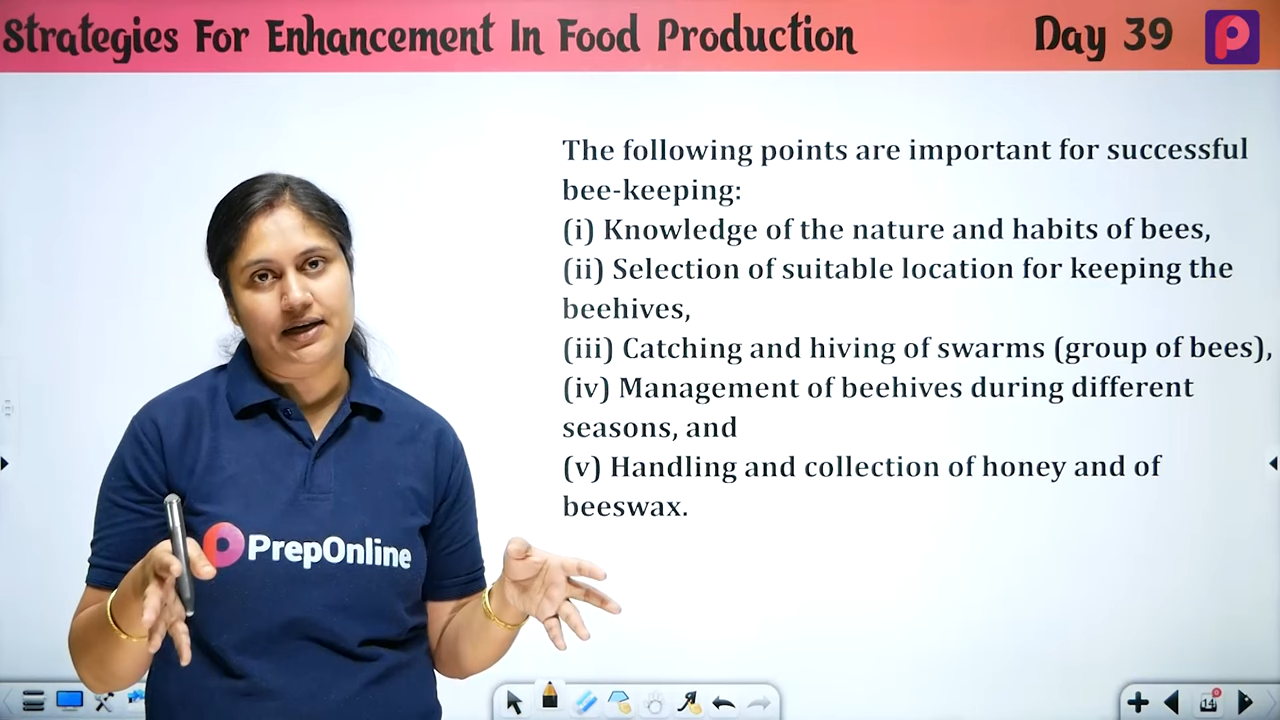 Strategies For Enhancement In Food Production
Day 39
The following points are important for successful
bee-keeping:
(i) Knowledge of the nature and habits of bees,
(ii) Selection of suitable location for keeping the
beehives,
(iii) Catching and hiving of swarms (group of bees),
(iv) Management of beehives during different
seasons, and
(v) Handling and collection of honey and of
beeswax.
PrepOnline
14